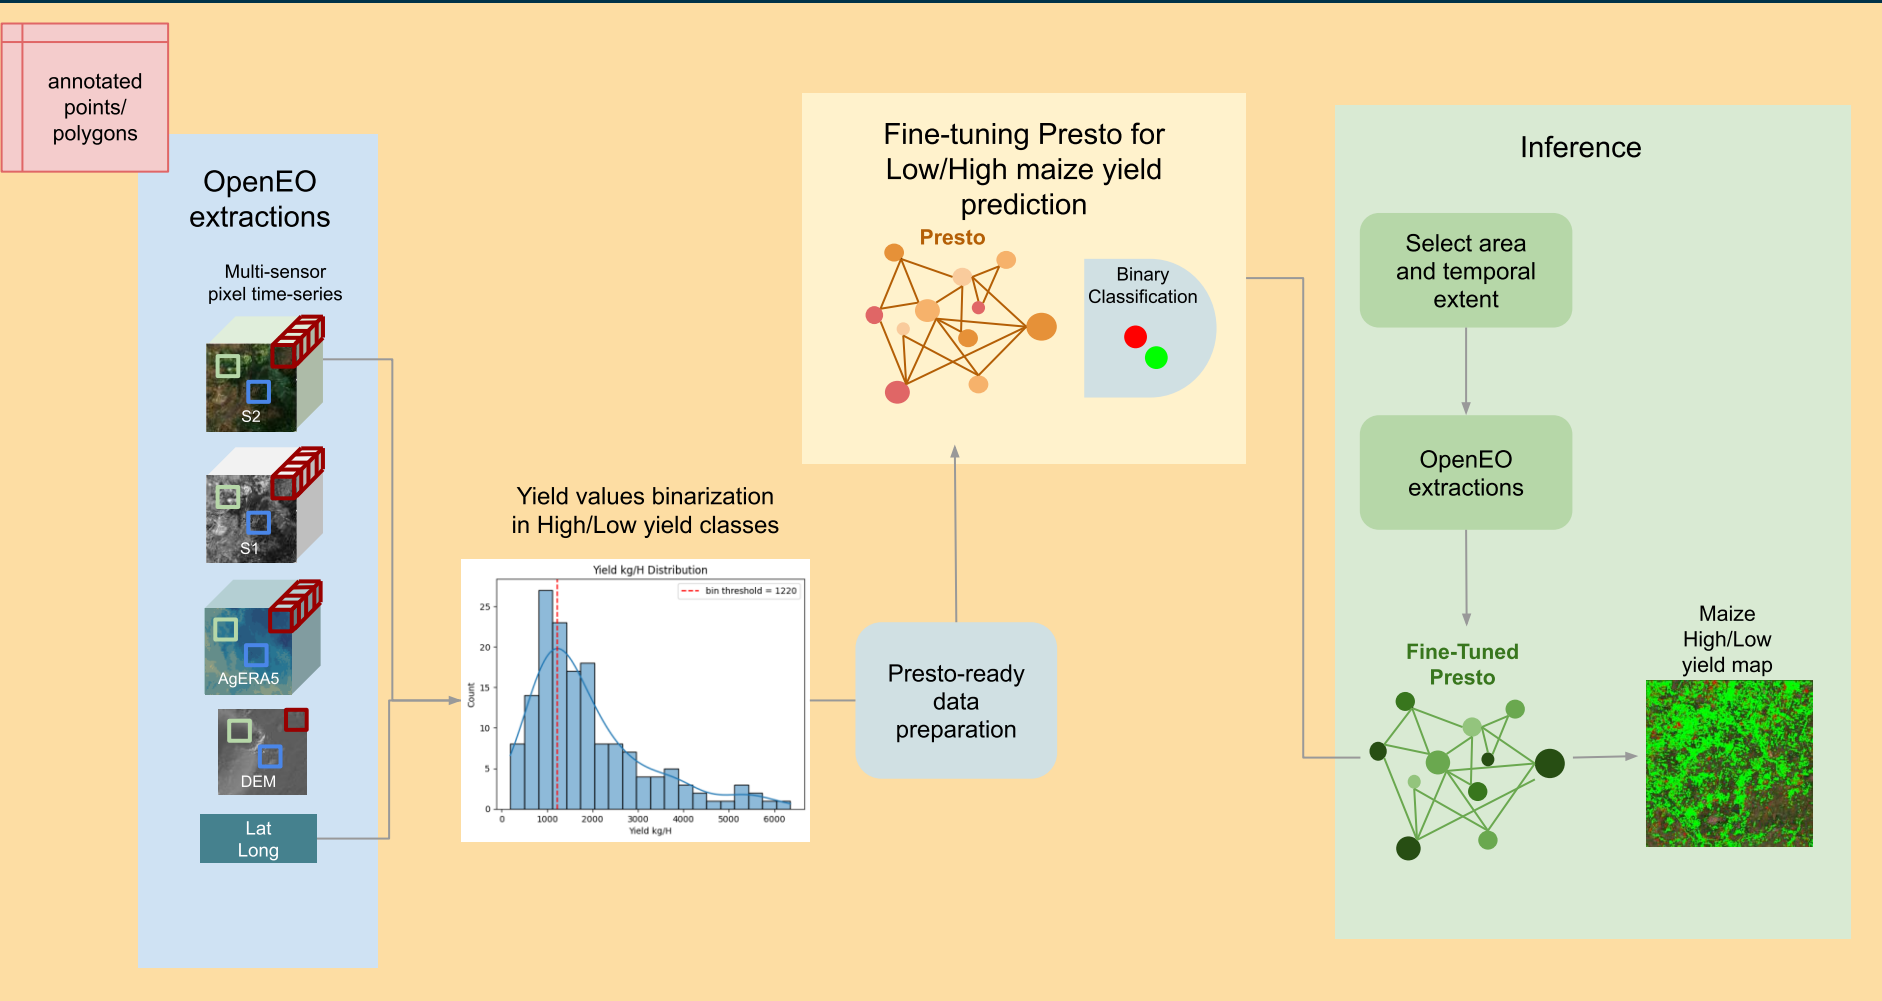 annotated
points/
polygons
OpenEO
extractions
Multi-sensor
pixel time-series
S2
S1
AgERA5
DEM
Lat
Long
Yield values binarization
in High/Low yield classes
Yield kg/H Distribution
bin threshold = 1220
Count
25
20
15
10
5
0
0 1000 2000 3000 4000 5000 6000
Yield kg/H
Presto-ready
data
preparation
Fine-tuning Presto for
Low/High maize yield
prediction
Presto
Binary
Classification
Inference
Select area
and temporal
extent
OpenEO
extractions
Fine-Tuned
Presto
Maize
High/Low
yield map